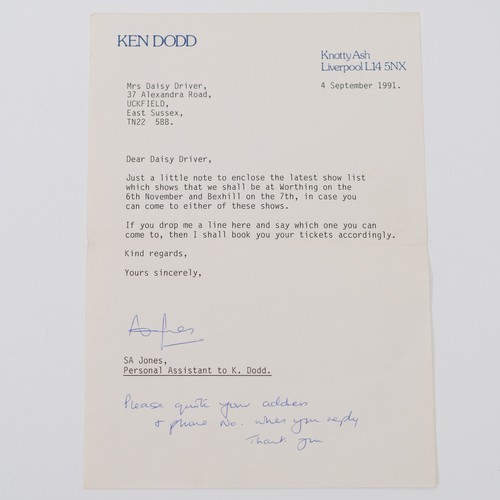 KEN DODD
Knotty Ash
Liverpool L14 5NX
4 September 1991.
Mrs Daisy Driver,
37 Alexandra Road,
UCKFIELD,
East Sussex,
TN22 5BB.
Dear Daisy Driver,
Just a little note to enclose the latest show list
which shows that we shall be at Worthing on the
6th November and Bexhill on the 7th, in case you
can come to either of these shows.
If you drop me a line here and say which one you can
come to, then I shall book you your tickets accordingly.
Kind regards,
Yours sincerely,
SA Jones,
Personal Assistant to K. Dodd.
Please quote your address
+ phone No. when you reply
Thank you